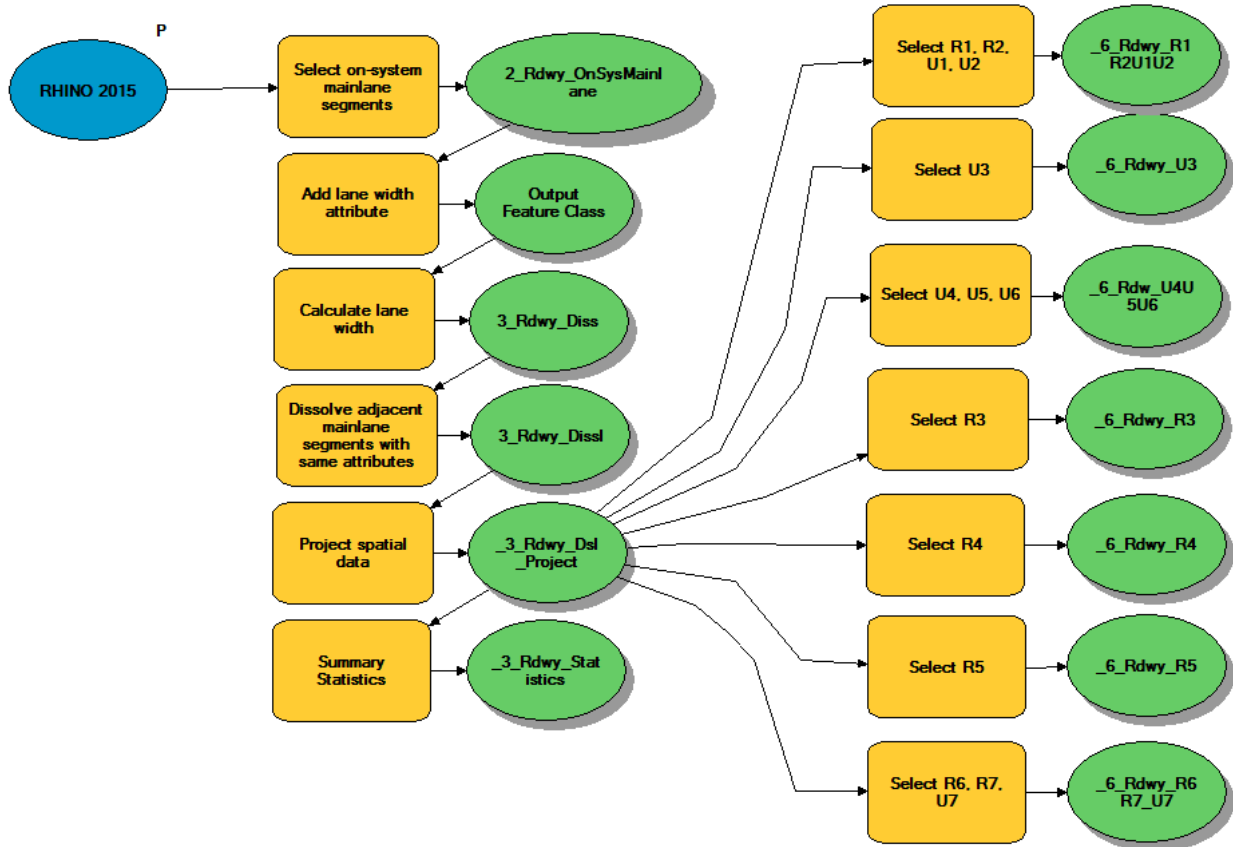 P
RHINO 2015
Select on-system
mainlane
segments
2_Rdwy_OnSysMainl
ane
Add lane width
attribute
Output
Feature Class
Calculate lane
width
3_Rdwy_Diss
Dissolve adjacent
mainlane
segments with
same attributes
3_Rdwy_Dissl
Project spatial
data
_3_Rdwy_Dsl
_Project
Summary
Statistics
_3_Rdwy_Stat
istics
Select R1, R2,
U1, U2
_6_Rdwy_R1
R2U1U2
Select U3
_6_Rdwy_U3
Select U4, U5, U6
_6_Rdw_U4U
5U6
Select R3
_6_Rdwy_R3
Select R4
_6_Rdwy_R4
Select R5
_6_Rdwy_R5
Select R6, R7,
U7
_6_Rdwy_R6
R7_U7